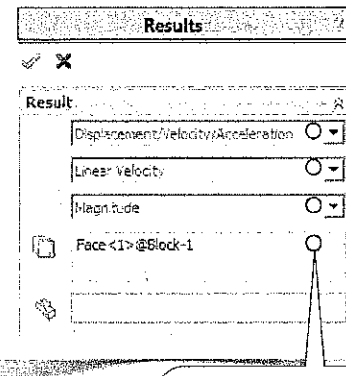 Results
Result
Displacement/Velocity/Acceleration
Linear Velocity
Magnitude
Face<1>@Block-1